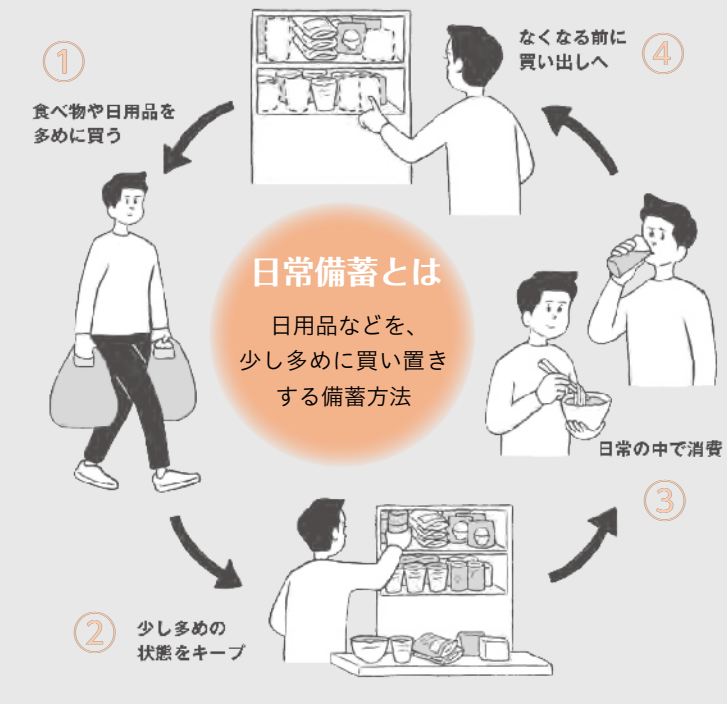 ①
食べ物や日用品を
多めに買う
なくなる前に
買い出しへ
④
日常備蓄とは
日用品などを、
少し多めに買い置き
する備蓄方法
日常の中で消費
③
②
少し多めの
状態をキープ